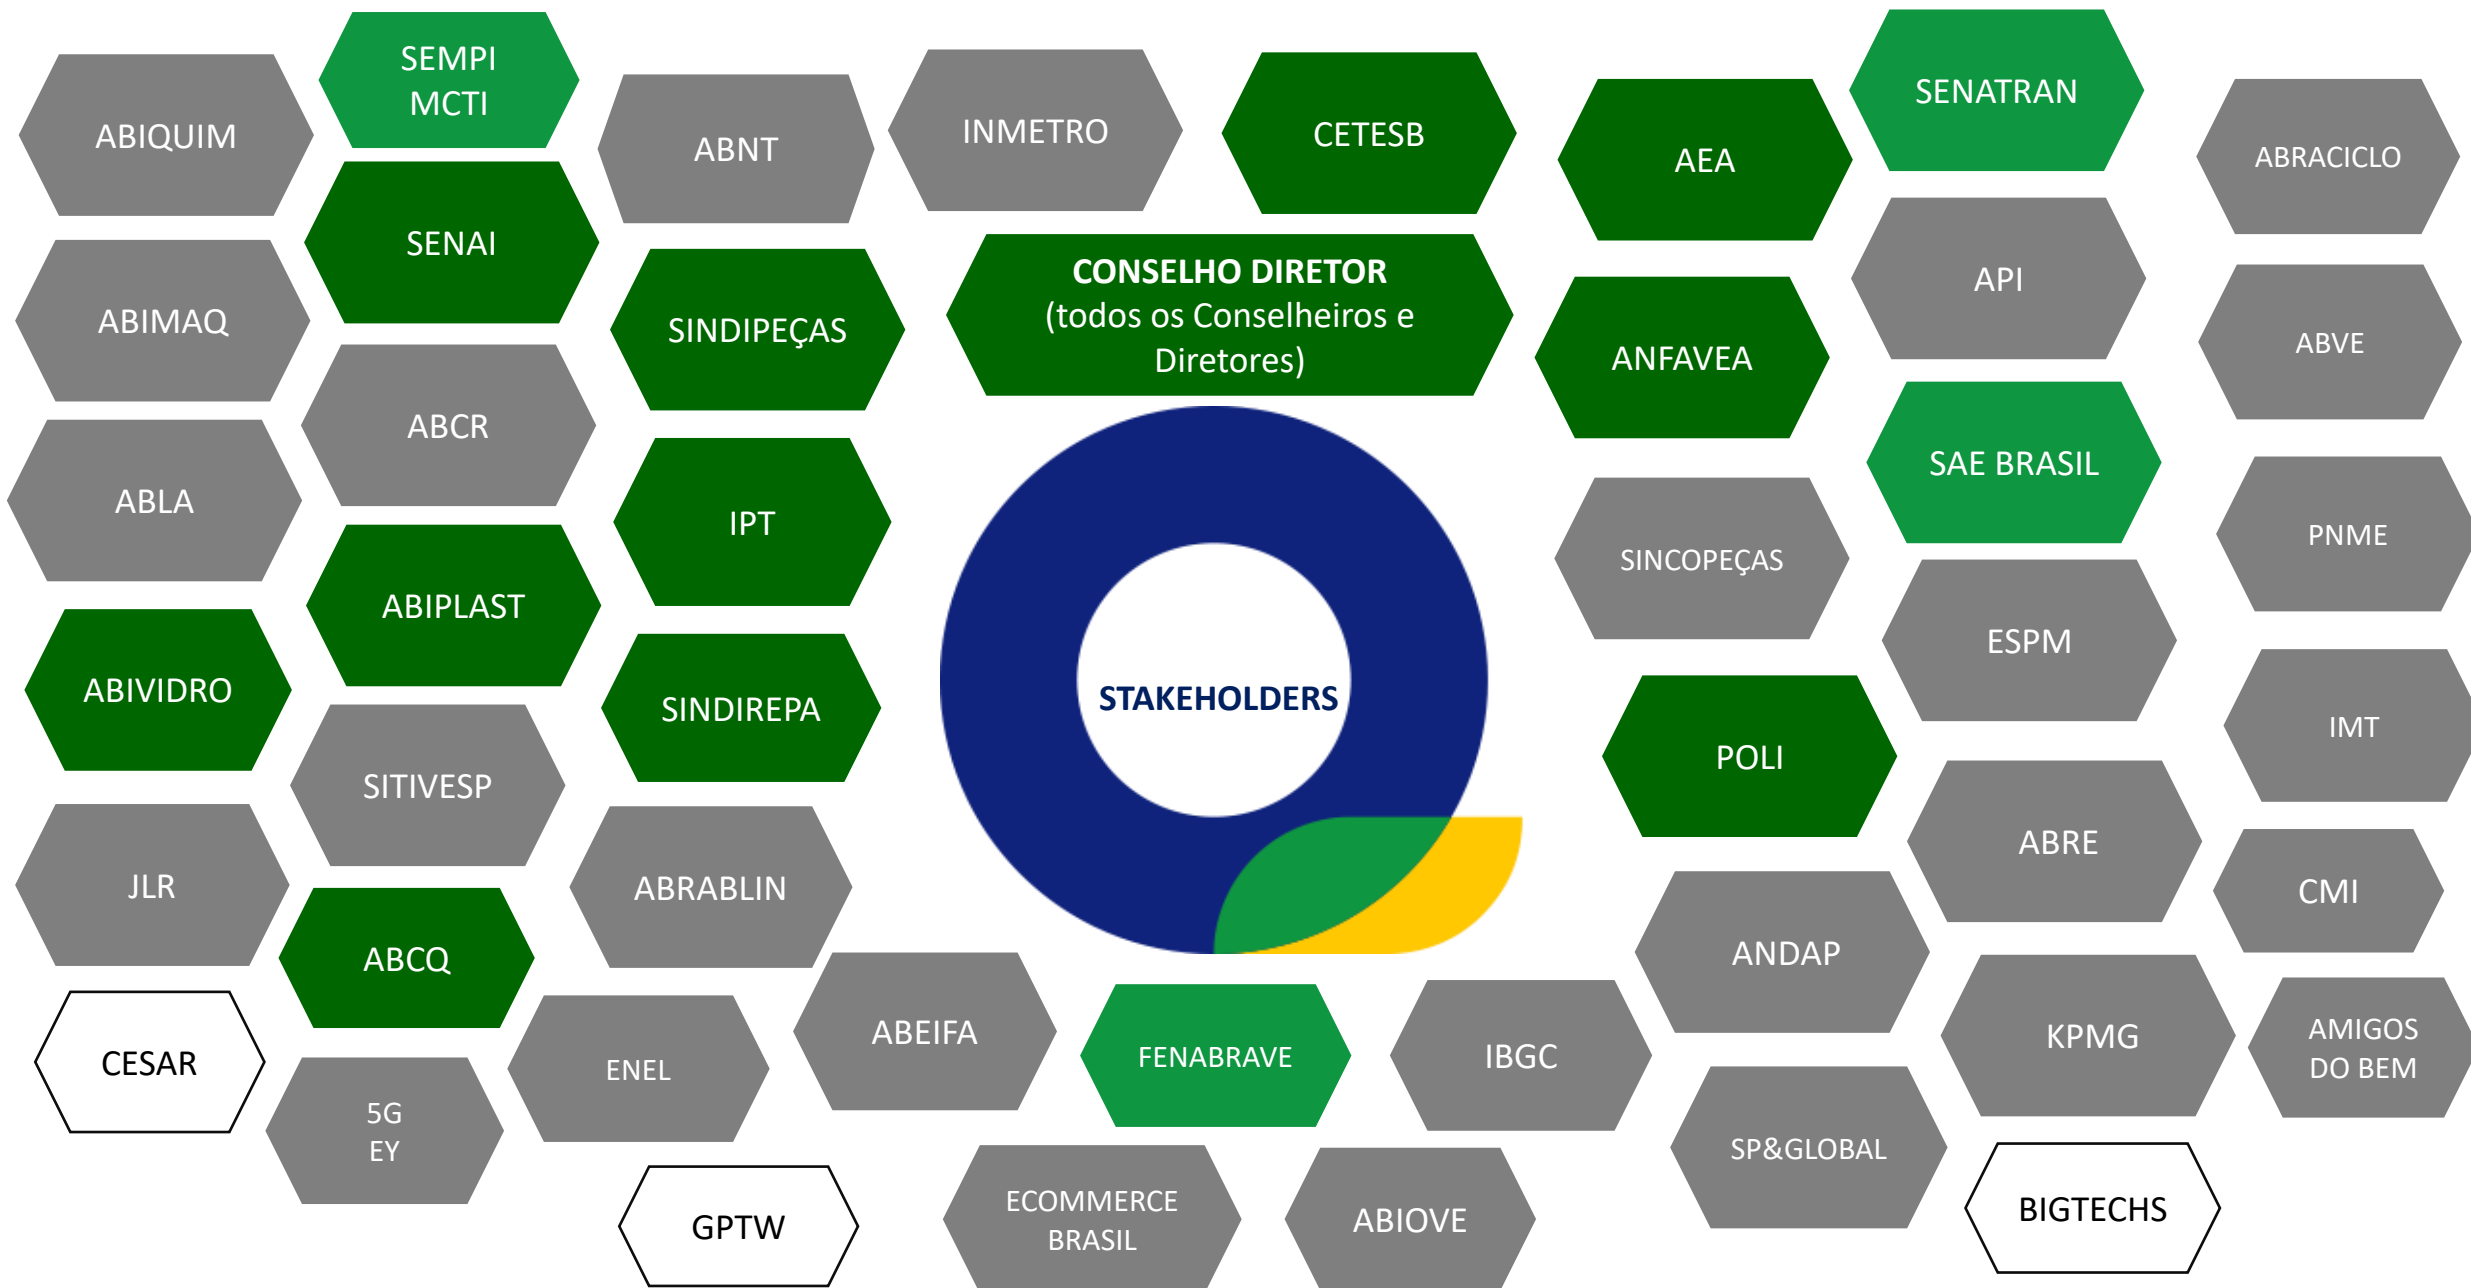 SEMPI
MCTI
ABIQUIM
ABNT
INMETRO
CETESB
AEA
SENATRAN
ABRACICLO
SENAI
ABIMAQ
SINDIPEÇAS
CONSELHO DIRETOR
(todos os Conselheiros e
Diretores)
ANFAVEA
API
ABVE
ABCR
ABLA
IPT
SINCOPEÇAS
SAE BRASIL
PNME
ABIPLAST
ABIVIDRO
SINDIREPA
STAKEHOLDERS
ESPM
POLI
IMT
SITIVESP
JLR
ABRABLIN
ABRE
CMI
ABCQ
ANDAP
CESAR
ENEL
ABEIFA
FENABRAVE
IBGC
KPMG
AMIGOS
DO BEM
5G
EY
GPTW
ECOMMERCE
BRASIL
ABIOVE
SP&GLOBAL
BIGTECHS